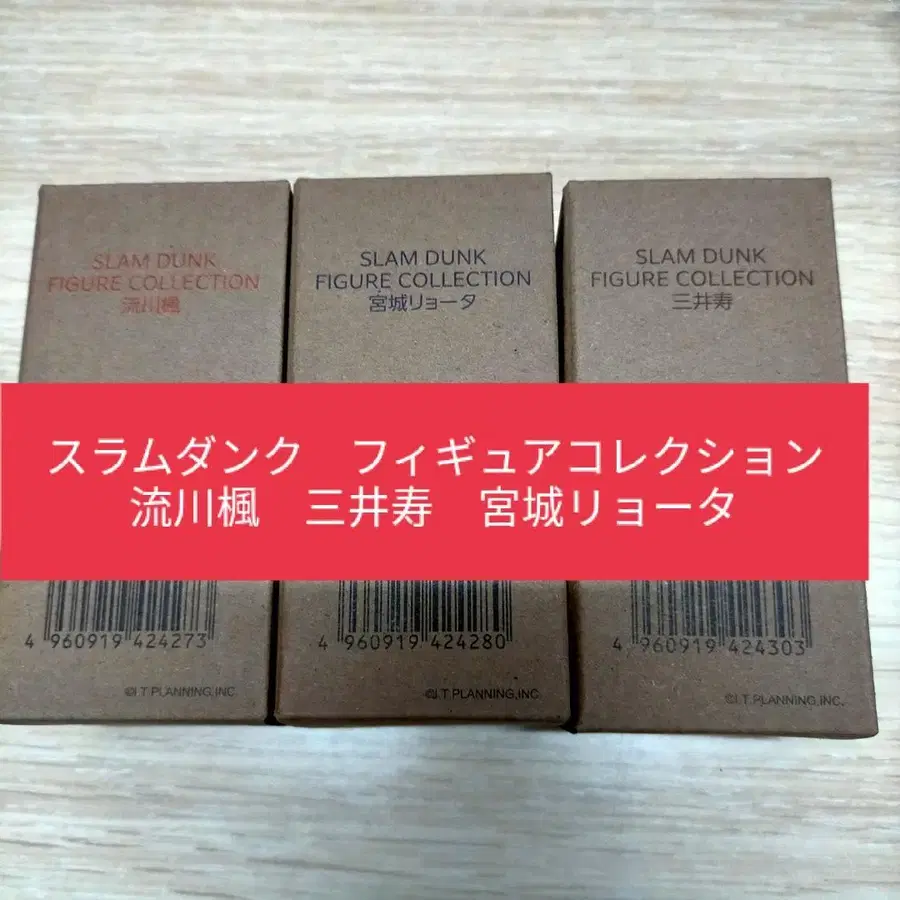 SLAM DUNK
FIGURE COLLECTION
流川楓
SLAM DUNK
FIGURE COLLECTION
宮城リョータ
SLAM DUNK
FIGURE COLLECTION
三井寿
スラムダンク　フィギュアコレクション
流川楓　三井寿　宮城リョータ
4 960919 424273
4 960919 424280
4 960919 424303
©I.T.PLANNING,INC.
©I.T.PLANNING,INC.
©I.T.PLANNING,INC.